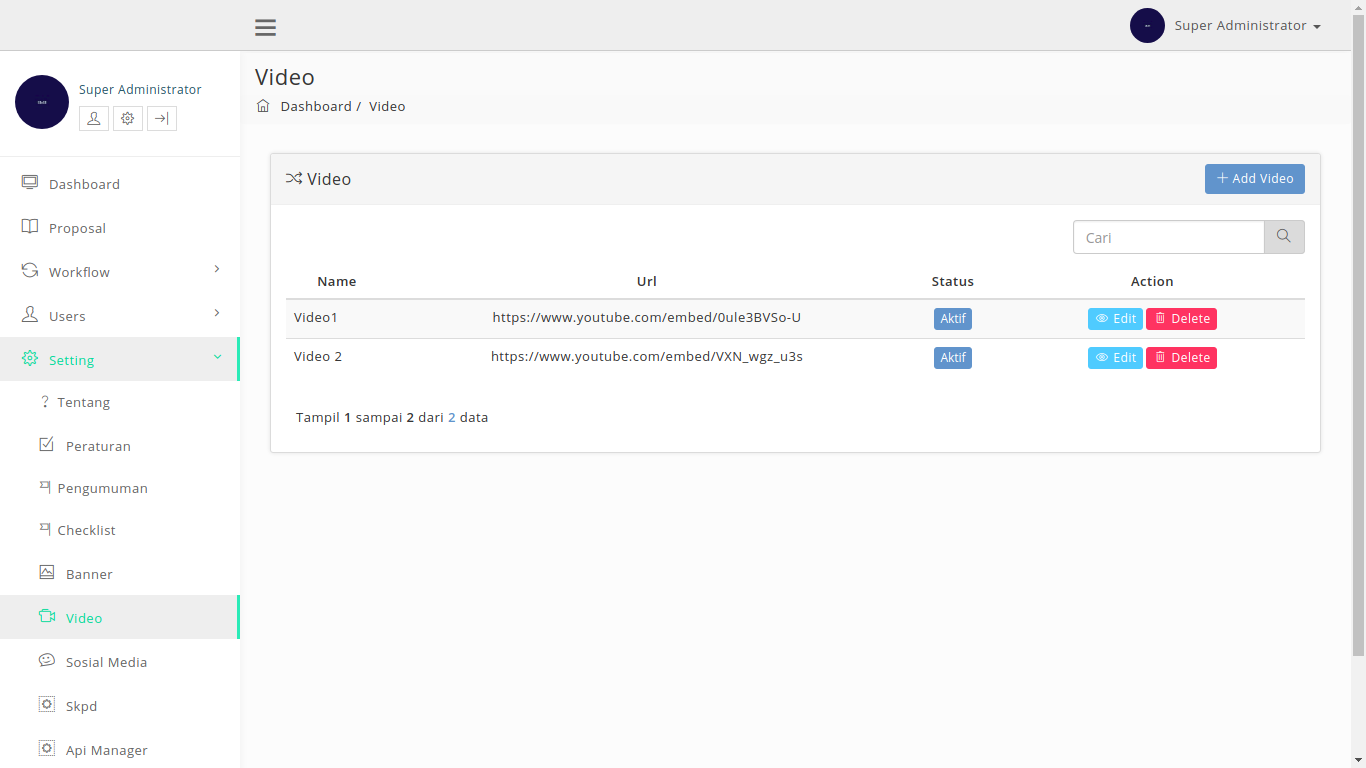 Super Administrator
Super Administrator
Video
Dashboard / Video
Video
+ Add Video
Cari
Name Url Status Action
Video1 https://www.youtube.com/embed/0ule3BVSo-U Aktif Edit Delete
Video 2 https://www.youtube.com/embed/VXN_wgz_u3s Aktif Edit Delete
Tampil 1 sampai 2 dari 2 data
Dashboard
Proposal
Workflow
Users
Setting
? Tentang
Peraturan
Pengumuman
Checklist
Banner
Video
Sosial Media
Skpd
Api Manager